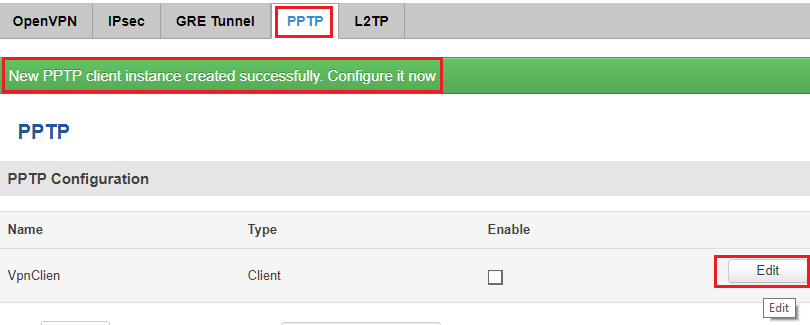 OpenVPN IPsec GRE Tunnel PPTP L2TP
New PPTP client instance created successfully. Configure it now
PPTP
PPTP Configuration
Name Type Enable
VpnClien Client Edit
Edit